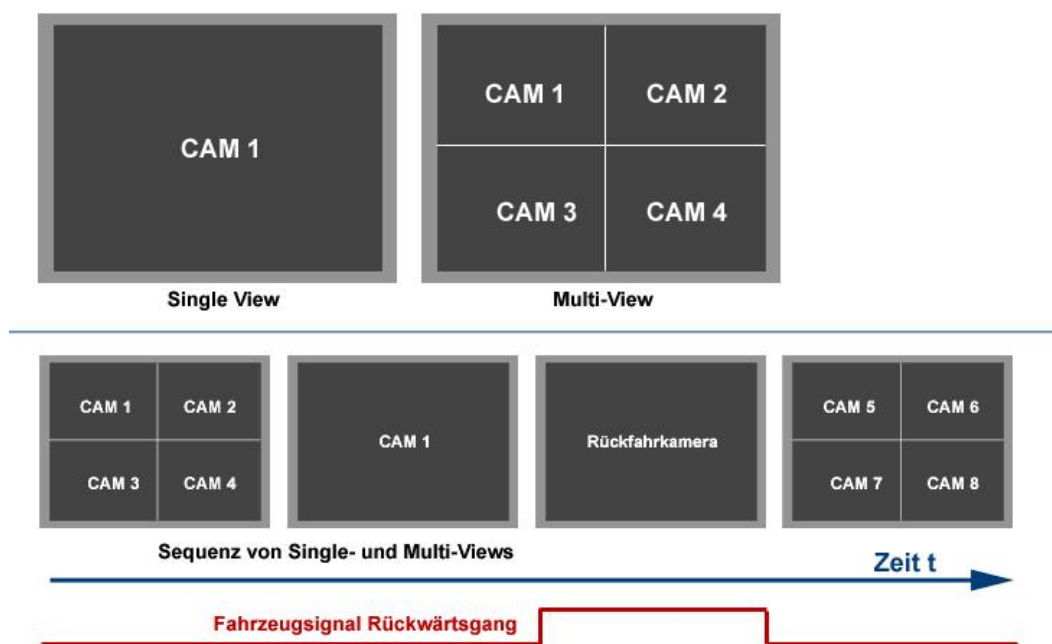 CAM 1
CAM 1 CAM 2
CAM 3 CAM 4
Single View Multi-View
CAM 1 CAM 2
CAM 3 CAM 4
CAM 1
Rückfahrkamera
CAM 5 CAM 6
CAM 7 CAM 8
Sequenz von Single- und Multi-Views
Zeit t
Fahrzeugsignal Rückwärtsgang